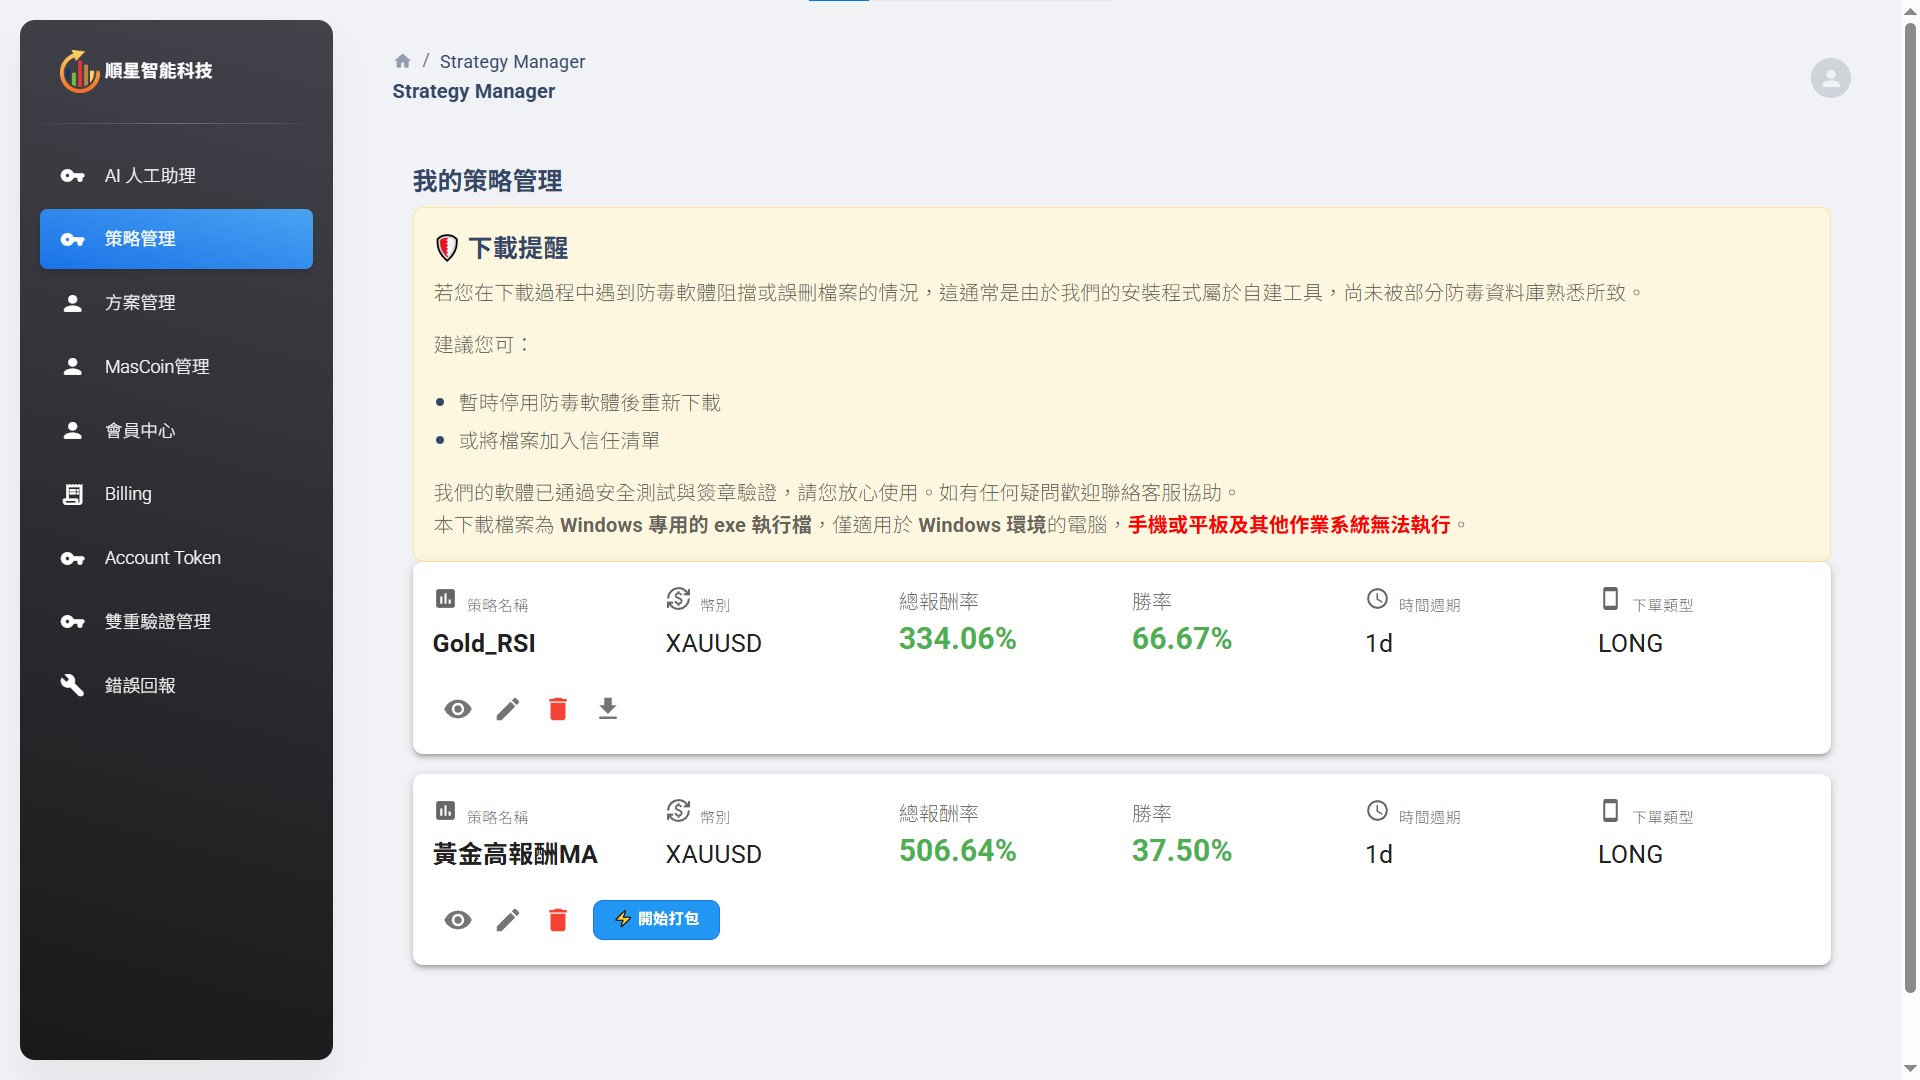 順星智能科技
AI 人工助理
策略管理
方案管理
MasCoin管理
會員中心
Billing
Account Token
雙重驗證管理
錯誤回報
/ Strategy Manager
Strategy Manager
我的策略管理
下載提醒
若您在下載過程中遇到防毒軟體阻擋或誤刪檔案的情況，這通常是由於我們的安裝程式屬於自建工具，尚未被部分防毒資料庫熟悉所致。
建議您可：
暫時停用防毒軟體後重新下載
或將檔案加入信任清單
我們的軟體已通過安全測試與簽章驗證，請您放心使用。如有任何疑問歡迎聯絡客服協助。
本下載檔案為 Windows 專用的 exe 執行檔，僅適用於 Windows 環境的電腦，手機或平板及其他作業系統無法執行。
策略名稱 幣別 總報酬率 勝率 時間週期 下單類型
Gold_RSI XAUUSD 334.06% 66.67% 1d LONG
策略名稱 幣別 總報酬率 勝率 時間週期 下單類型
黃金高報酬MA XAUUSD 506.64% 37.50% 1d LONG
開始打包